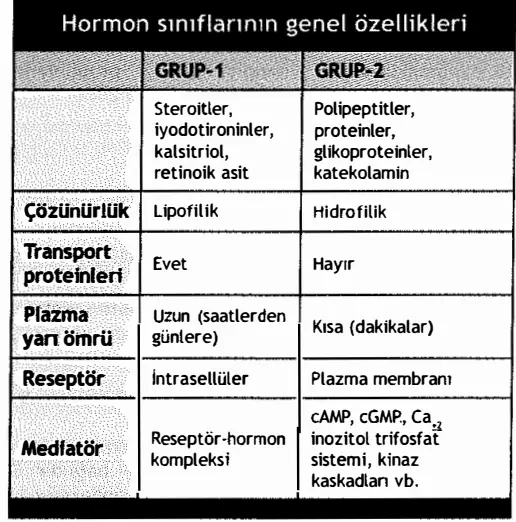 Hormon sınıflarının genel özellikleri
GRUP-1 GRUP-2
Steroitler,
iyodotironinler,
kalsitriol,
retinoik asit
Polipeptitler,
proteinler,
glikoproteinler,
katekolamin
Çözünürlük Lipofilik Hidrofilik
Transport
proteinleri
Evet Hayır
Plazma
yarı ömrü
Uzun (saatlerden
günlere)
Kısa (dakikalar)
Reseptör İntrasellüler Plazma membranı
Medfatör
Reseptör-hormon
kompleksi
cAMP, cGMP., Ca+2
inozitol trifosfat
sistemi, kinaz
kaskadları vb.